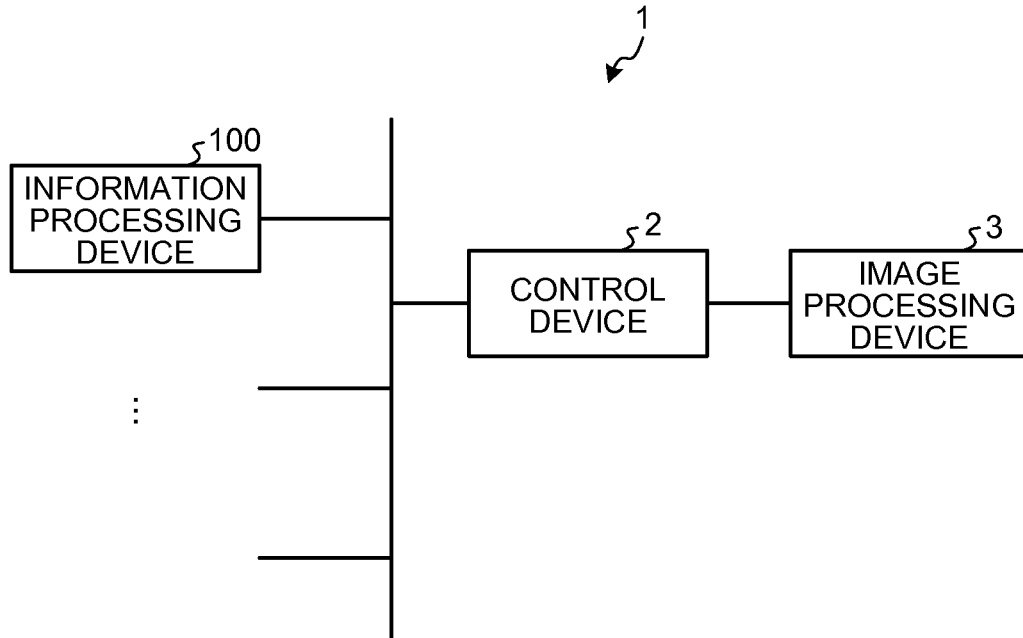 1
100
INFORMATION
PROCESSING
DEVICE
2
CONTROL
DEVICE
3
IMAGE
PROCESSING
DEVICE
⋮